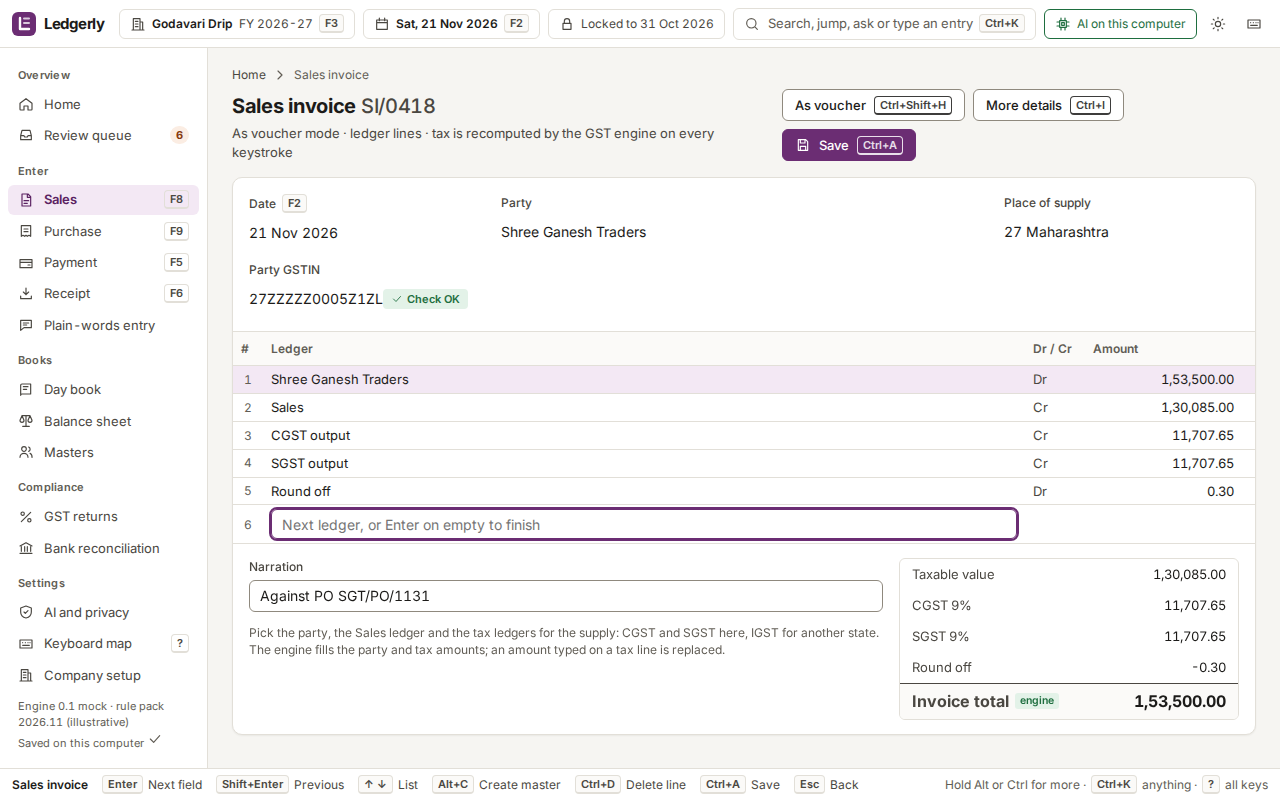 Ledgerly
Godavari Drip FY 2026-27 F3
Sat, 21 Nov 2026 F2
Locked to 31 Oct 2026
Search, jump, ask or type an entry Ctrl+K
AI on this computer
Overview
Home
Review queue 6
Enter
Sales F8
Purchase F9
Payment F5
Receipt F6
Plain-words entry
Books
Day book
Balance sheet
Masters
Compliance
GST returns
Bank reconciliation
Settings
AI and privacy
Keyboard map ?
Company setup
Engine 0.1 mock · rule pack
2026.11 (illustrative)
Saved on this computer
Home Sales invoice
Sales invoice SI/0418
As voucher mode · ledger lines · tax is recomputed by the GST engine on every
keystroke
As voucher Ctrl+Shift+H
More details Ctrl+I
Save Ctrl+A
Date F2
21 Nov 2026
Party
Shree Ganesh Traders
Place of supply
27 Maharashtra
Party GSTIN
27ZZZZZ0005Z1ZL Check OK
# Ledger Dr / Cr Amount
1 Shree Ganesh Traders Dr 1,53,500.00
2 Sales Cr 1,30,085.00
3 CGST output Cr 11,707.65
4 SGST output Cr 11,707.65
5 Round off Dr 0.30
6 Next ledger, or Enter on empty to finish
Narration
Against PO SGT/PO/1131
Pick the party, the Sales ledger and the tax ledgers for the supply: CGST and SGST here, IGST for another state.
The engine fills the party and tax amounts; an amount typed on a tax line is replaced.
Taxable value 1,30,085.00
CGST 9% 11,707.65
SGST 9% 11,707.65
Round off -0.30
Invoice total engine 1,53,500.00
Sales invoice Enter Next field Shift+Enter Previous ↑ ↓ List Alt+C Create master Ctrl+D Delete line Ctrl+A Save Esc Back Hold Alt or Ctrl for more · Ctrl+K anything · ? all keys